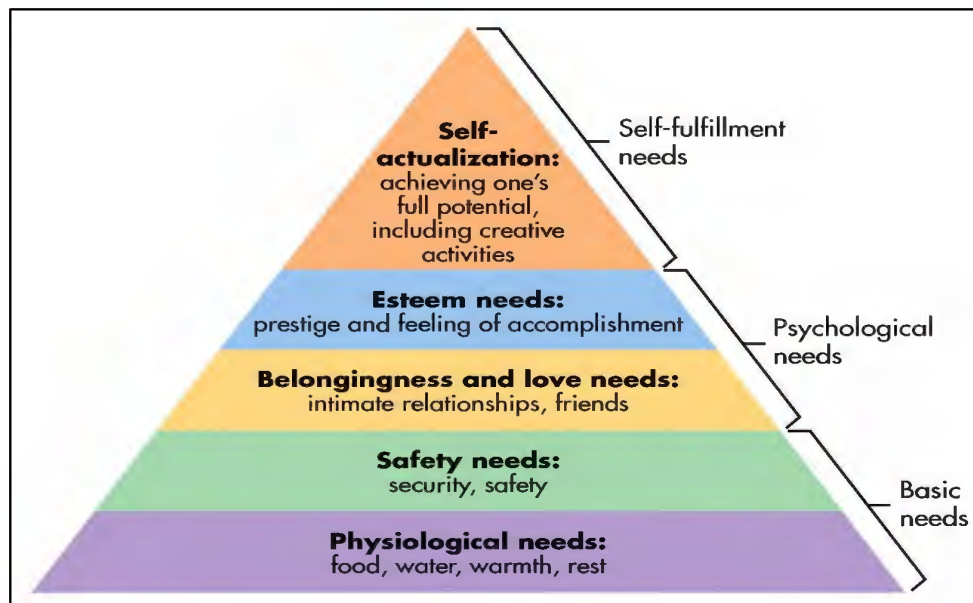 Self-
actualization:
achieving one's
full potential,
including creative
activities
Self-fulfillment
needs
Esteem needs:
prestige and feeling of accomplishment
Psychological
needs
Belongingness and love needs:
intimate relationships, friends
Safety needs:
security, safety
Basic
needs
Physiological needs:
food, water, warmth, rest